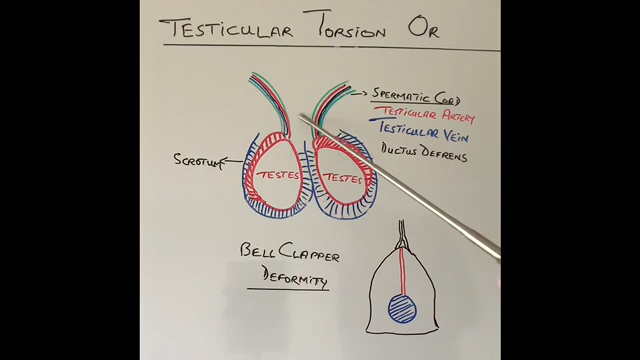 Testicular Torsion Or
Spermatic Cord
Testicular Artery
Testicular Vein
Ductus Defrens
Scrotum
Testes
Testes
Bell Clapper
Deformity